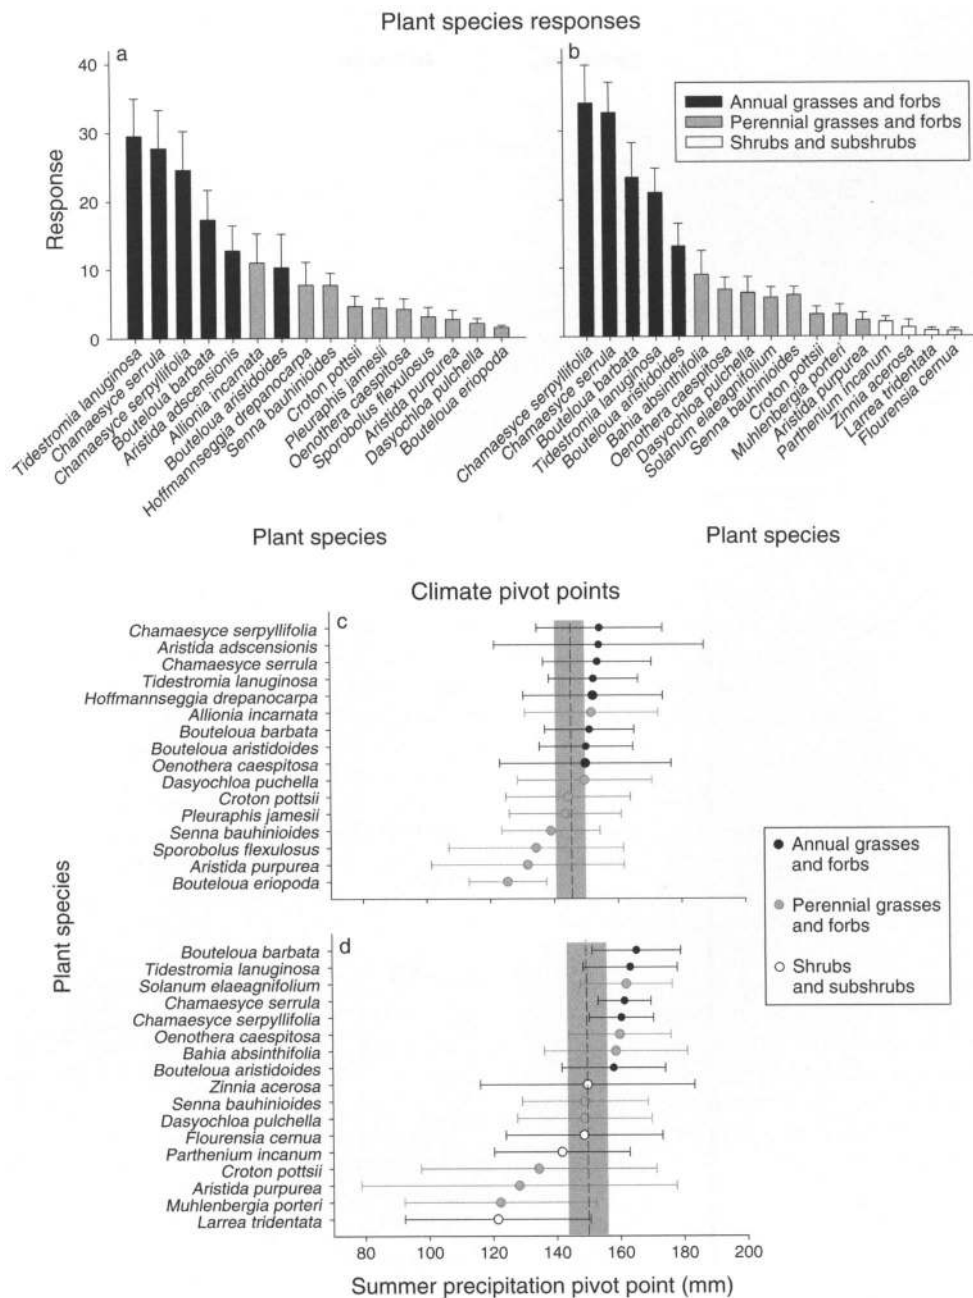 Plant species responses
a
b
40
30
20
10
0
Response
Annual grasses and forbs
Perennial grasses and forbs
Shrubs and subshrubs
Tidestromia lanuginosa
Chamaesyce serrula
Chamaesyce serpyllifolia
Bouteloua barbata
Aristida adscensionis
Allionia incarnata
Bouteloua aristidoides
Hoffmannseggia drepanocarpa
Senna bauhinioides
Croton pottsii
Pleuraphis jamesii
Oenothera caespitosa
Sporobolus flexulosus
Aristida purpurea
Dasyochloa pulchella
Bouteloua eriopoda
Chamaesyce serpyllifolia
Chamaesyce serrula
Bouteloua barbata
Tidestromia lanuginosa
Bouteloua aristidoides
Bahia absinthifolia
Oenothera caespitosa
Dasyochloa pulchella
Solanum elaeagnifolium
Senna bauhinioides
Croton pottsii
Muhlenbergia porteri
Aristida purpurea
Parthenium incanum
Zinnia acerosa
Larrea tridentata
Flourensia cernua
Plant species
Plant species
Climate pivot points
c
Chamaesyce serpyllifolia
Aristida adscensionis
Chamaesyce serrula
Tidestromia lanuginosa
Hoffmannseggia drepanocarpa
Allionia incarnata
Bouteloua barbata
Bouteloua aristidoides
Oenothera caespitosa
Dasyochloa puchella
Croton pottsii
Pleuraphis jamesii
Senna bauhinioides
Sporobolus flexulosus
Aristida purpurea
Bouteloua eriopoda
Plant species
d
Bouteloua barbata
Tidestromia lanuginosa
Solanum elaeagnifolium
Chamaesyce serrula
Chamaesyce serpyllifolia
Oenothera caespitosa
Bahia absinthifolia
Bouteloua aristidoides
Zinnia acerosa
Senna bauhinioides
Dasyochloa pulchella
Flourensia cernua
Parthenium incanum
Croton pottsii
Aristida purpurea
Muhlenbergia porteri
Larrea tridentata
Annual grasses
and forbs
Perennial grasses
and forbs
Shrubs
and subshrubs
80 100 120 140 160 180 200
Summer precipitation pivot point (mm)